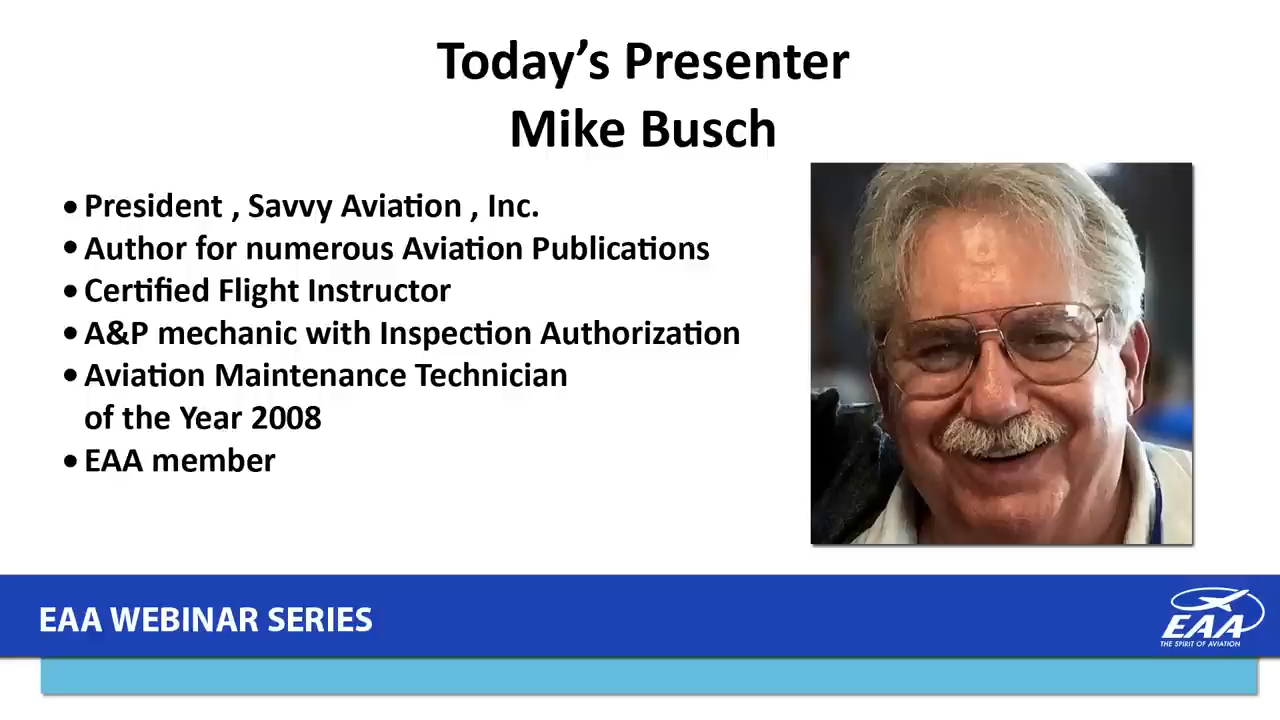 Today’s Presenter
Mike Busch
• President , Savvy Aviation , Inc.
• Author for numerous Aviation Publications
• Certified Flight Instructor
• A&P mechanic with Inspection Authorization
• Aviation Maintenance Technician
of the Year 2008
• EAA member
EAA WEBINAR SERIES
EAA
THE SPIRIT OF AVIATION